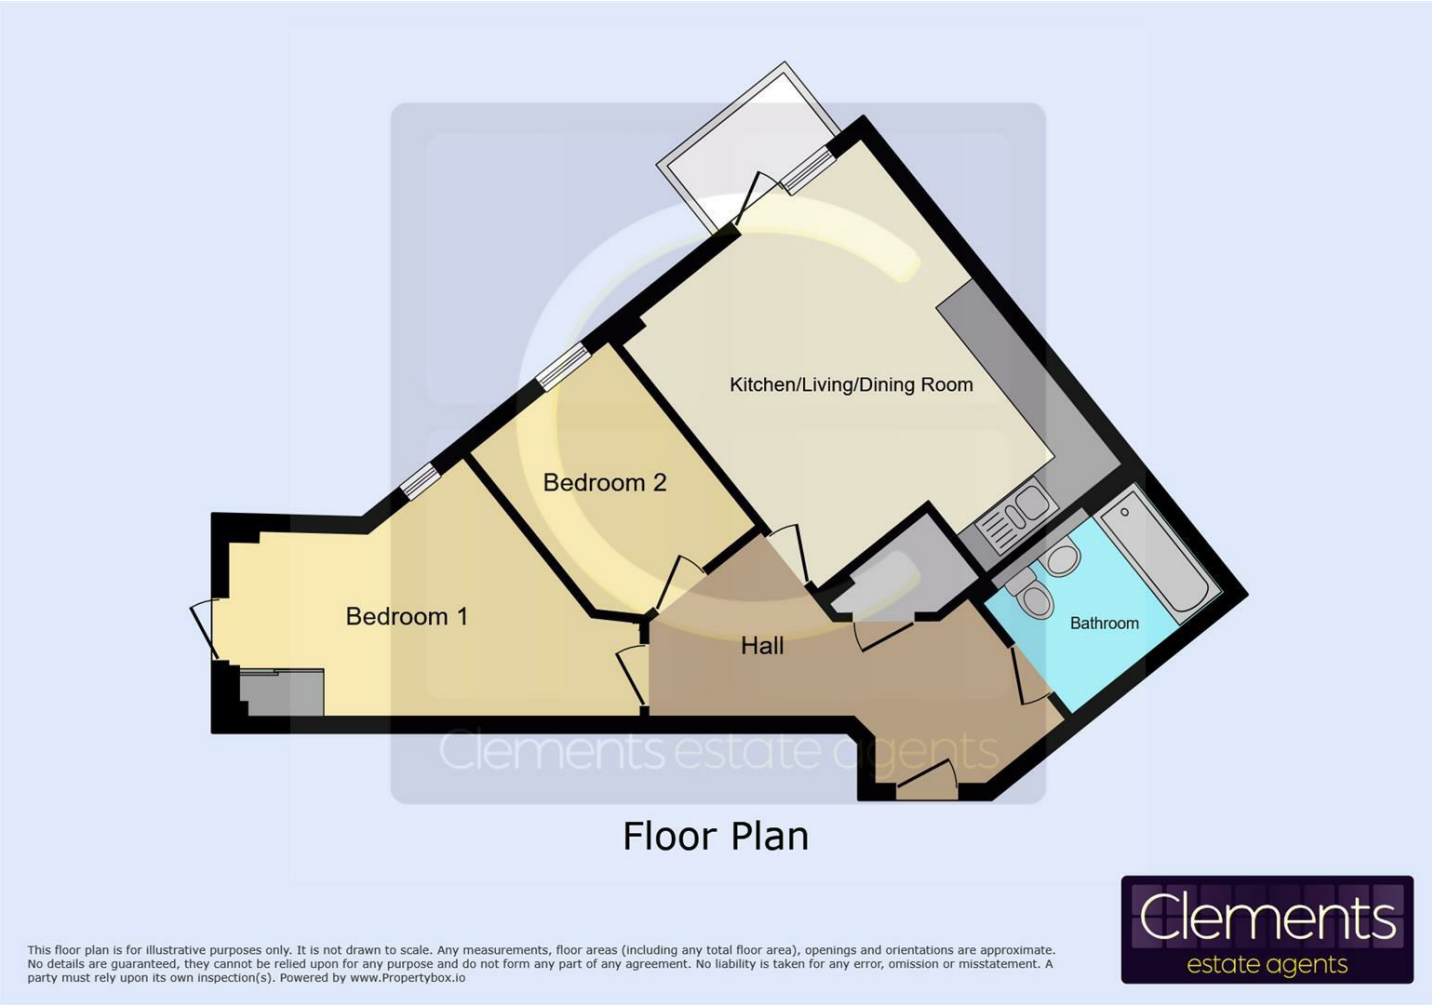 Kitchen/Living/Dining Room
Bedroom 2
Bedroom 1
Bathroom
Hall
Clements estate agents
Floor Plan
Clements
estate agents
This floor plan is for illustrative purposes only. It is not drawn to scale. Any measurements, floor areas (including any total floor area), openings and orientations are approximate.
No details are guaranteed, they cannot be relied upon for any purpose and do not form any part of any agreement. No liability is taken for any error, omission or misstatement. A
party must rely upon its own inspection(s). Powered by www.Propertybox.io